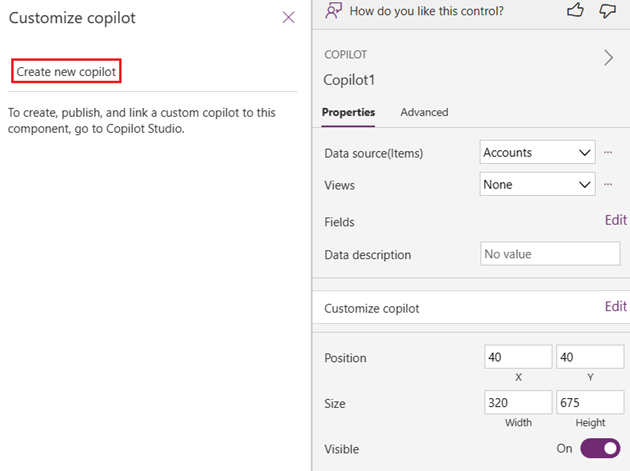 Customize copilot
Create new copilot
To create, publish, and link a custom copilot to this
component, go to Copilot Studio.
How do you like this control?
COPILOT
Copilot1
Properties Advanced
Data source(Items) Accounts ...
Views None ...
Fields Edit
Data description No value
Customize copilot Edit
Position 40 40
X Y
Size 320 675
Width Height
Visible On